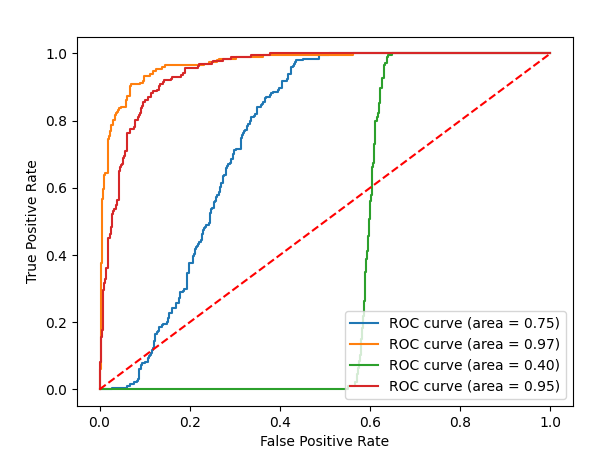 1.0
0.8
0.6
0.4
0.2
0.0
True Positive Rate
ROC curve (area = 0.75)
ROC curve (area = 0.97)
ROC curve (area = 0.40)
ROC curve (area = 0.95)
0.0 0.2 0.4 0.6 0.8 1.0
False Positive Rate